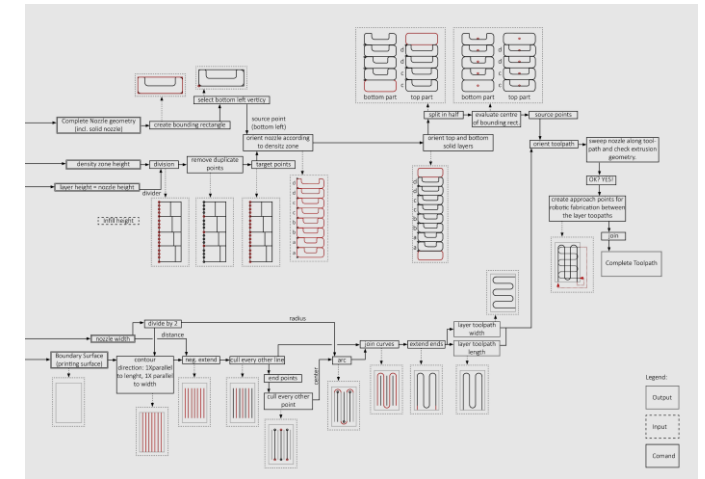 bottom part
top part
bottom part
top part
select bottom left verticy
Complete Nozzle geometry
(incl. solid nozzle)
create bounding rectangle
source point
(bottom left)
split in half
evaluate centre
of bounding rect.
source points
orient nozzle according
to densitz zone
orient top and bottom
solid layers
orient toolpath
sweep nozzle along tool-
path and check extrusion
geometry.
density zone height
division
remove duplicate
points
target points
OK? YES!
layer height = nozzle height
divider
create approach points for
robotic fabrication between
the layer toopaths
infill height
join
Complete Toolpath
nozzle width
divide by 2
radius
distance
layer toolpath
width
Boundary Surface
(printing surface)
contour
direction: 1Xparallel
to lenght, 1X parallel
to width
neg. extend
cull every other line
arc
join curves
extend ends
layer toolpath
length
end points
center
cull every other
point
Legend:
Output
Input
Comand